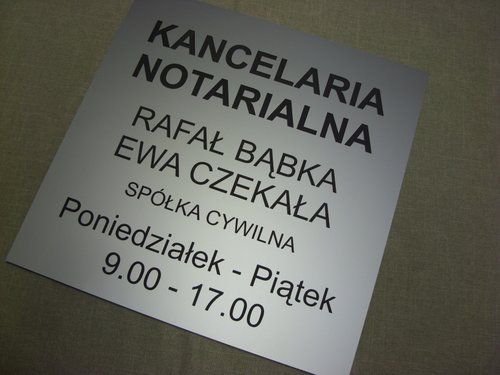 KANCELARIA
NOTARIALNA
RAFAŁ BĄBKA
EWA CZEKAŁA
SPÓŁKA CYWILNA
Poniedziałek - Piątek
9.00 - 17.00